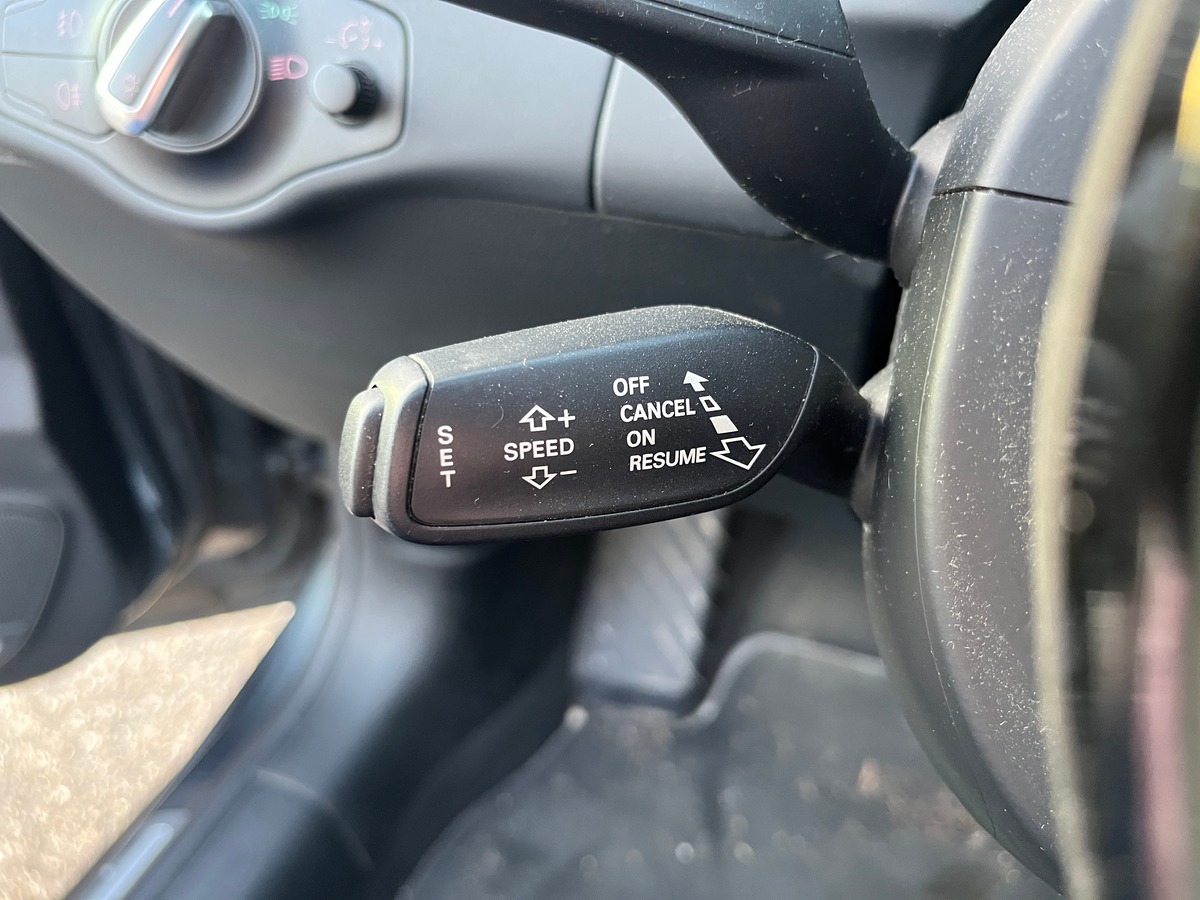 SET
+
SPEED
−
OFF
CANCEL
ON
RESUME